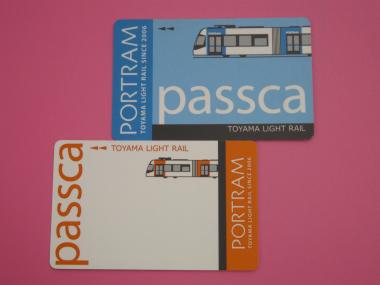 PORTRAM
TOYAMA LIGHT RAIL SINCE 2006
passca
TOYAMA LIGHT RAIL
passca
TOYAMA LIGHT RAIL
PORTRAM
TOYAMA LIGHT RAIL SINCE 2006